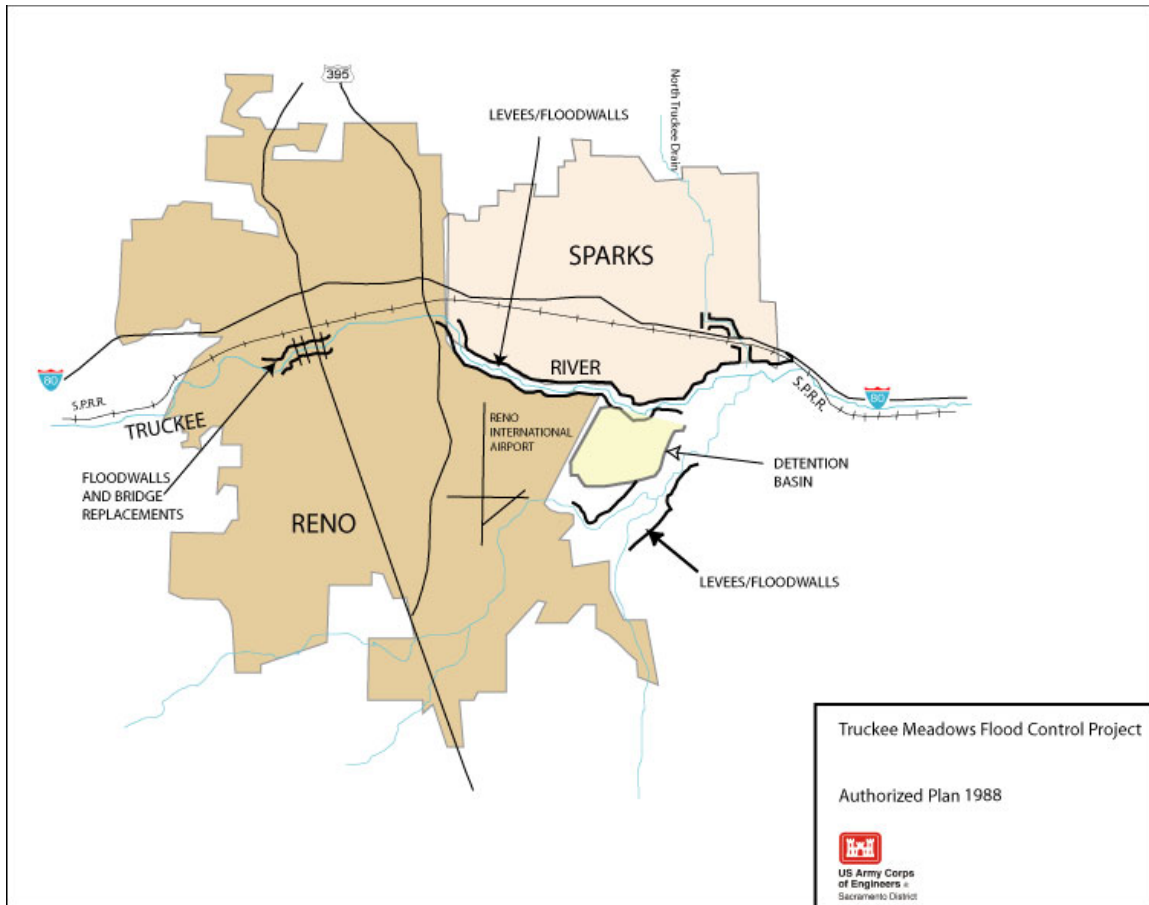 395
North Truckee Drain
LEVEES/FLOODWALLS
SPARKS
RIVER
80
S.P.R.R.
TRUCKEE
S.P.R.R.
80
RENO
INTERNATIONAL
AIRPORT
FLOODWALLS
AND BRIDGE
REPLACEMENTS
DETENTION
BASIN
RENO
LEVEES/FLOODWALLS
Truckee Meadows Flood Control Project
Authorized Plan 1988
US Army Corps
of Engineers ®
Sacramento District